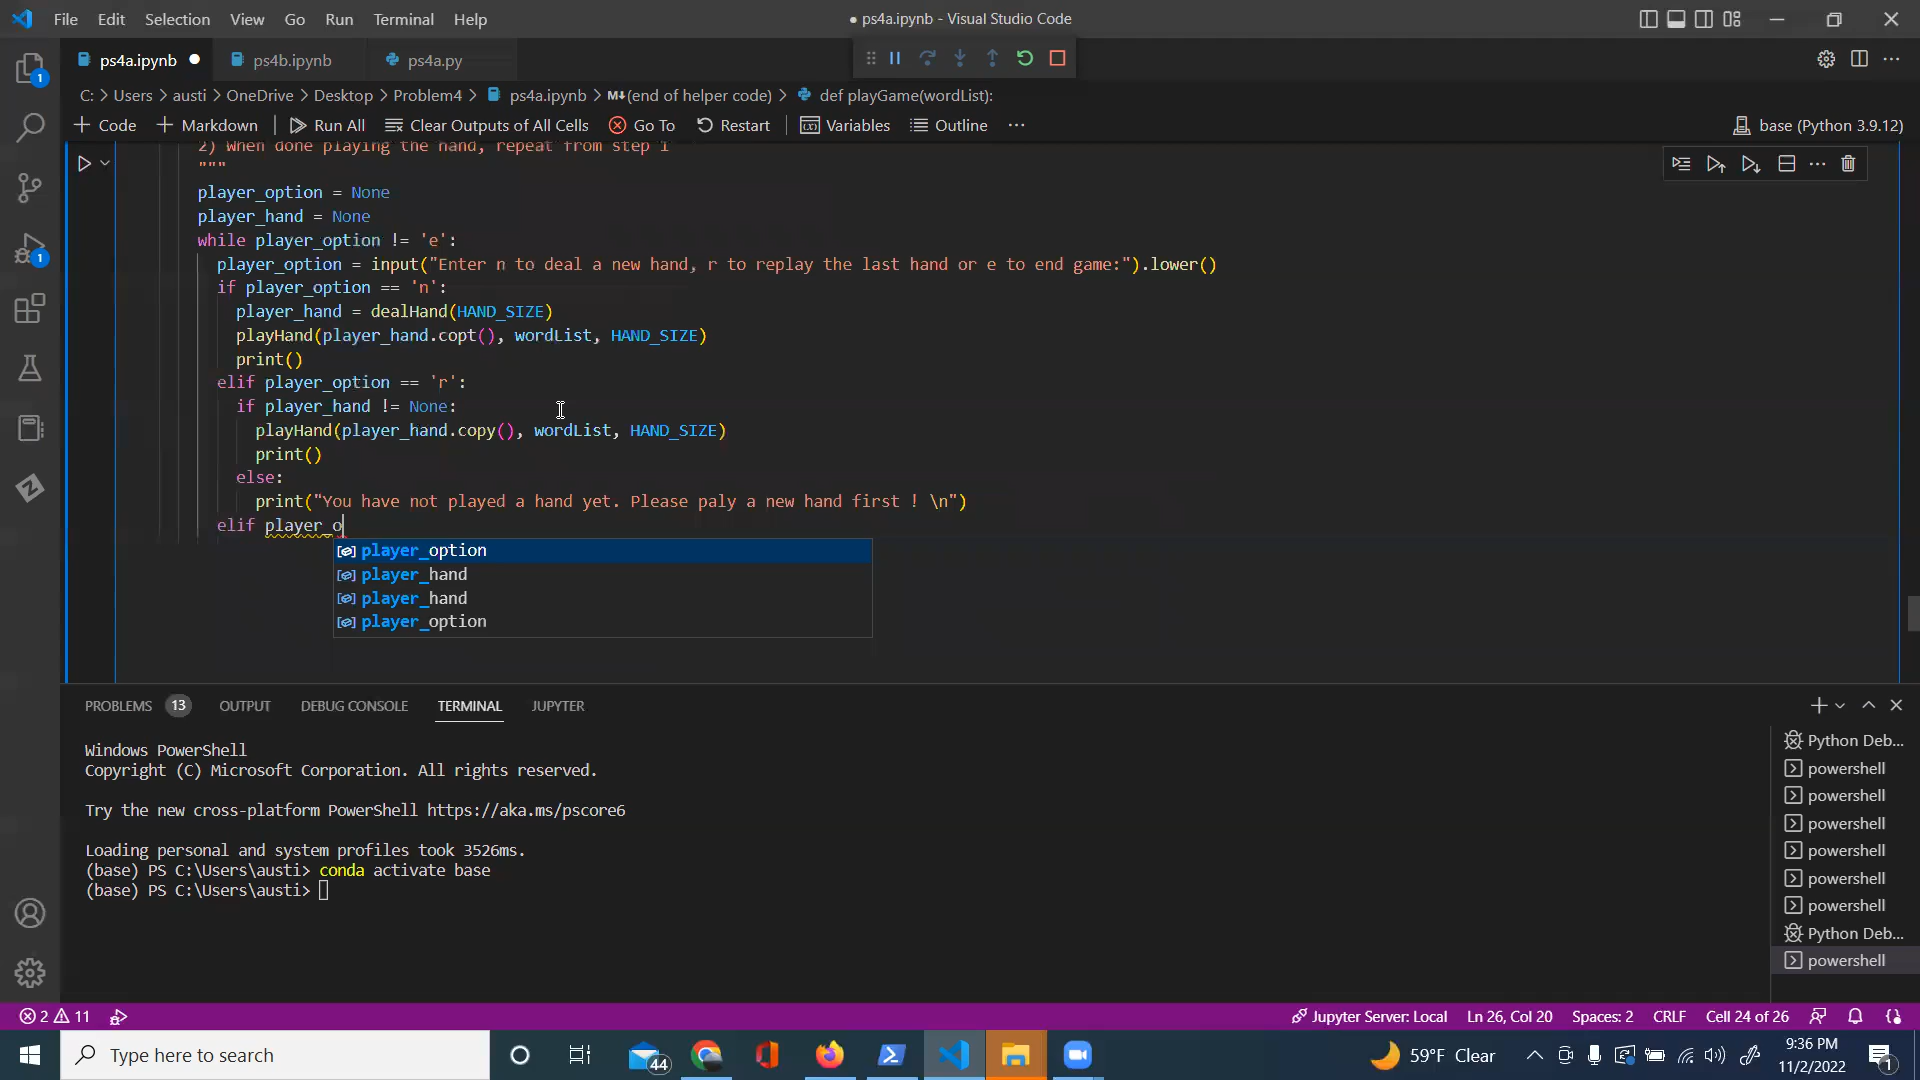 File Edit Selection View Go Run Terminal Help
● ps4a.ipynb - Visual Studio Code
ps4a.ipynb ps4b.ipynb ps4a.py
C: > Users > austi > OneDrive > Desktop > Problem4 > ps4a.ipynb > M↓(end of helper code) > def playGame(wordList):
+ Code + Markdown Run All Clear Outputs of All Cells Go To Restart Variables Outline ··· base (Python 3.9.12)
2) When done playing the hand, repeat from step 1
"""
player_option = None
player_hand = None
while player_option != 'e':
player_option = input("Enter n to deal a new hand, r to replay the last hand or e to end game:").lower()
if player_option == 'n':
player_hand = dealHand(HAND_SIZE)
playHand(player_hand.copt(), wordList, HAND_SIZE)
print()
elif player_option == 'r':
if player_hand != None:
playHand(player_hand.copy(), wordList, HAND_SIZE)
print()
else:
print("You have not played a hand yet. Please paly a new hand first ! \n")
elif player_o
player_option
player_hand
player_hand
player_option
PROBLEMS 13 OUTPUT DEBUG CONSOLE TERMINAL JUPYTER
Windows PowerShell
Copyright (C) Microsoft Corporation. All rights reserved.
Try the new cross-platform PowerShell https://aka.ms/pscore6
Loading personal and system profiles took 3526ms.
(base) PS C:\Users\austi> conda activate base
(base) PS C:\Users\austi>
Python Deb...
powershell
powershell
powershell
powershell
powershell
powershell
Python Deb...
powershell
2 11 Jupyter Server: Local Ln 26, Col 20 Spaces: 2 CRLF Cell 24 of 26
Type here to search
44
59°F Clear
9:36 PM
11/2/2022
1